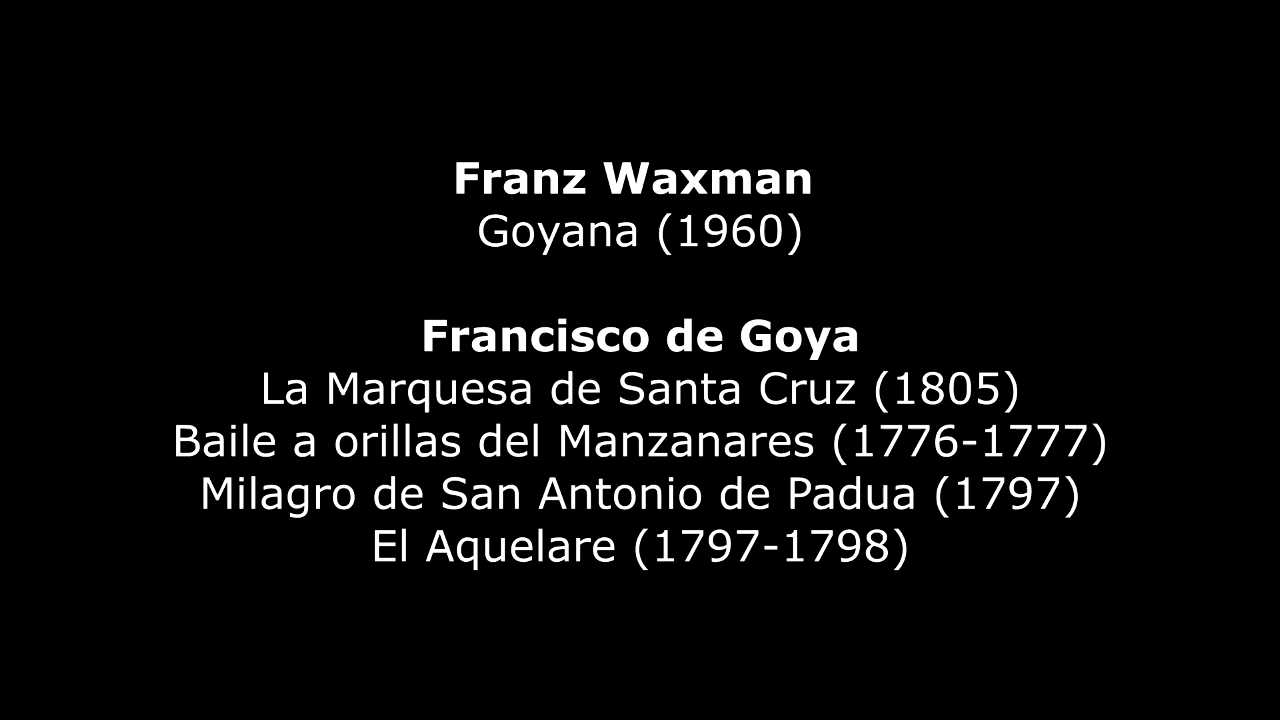 Franz Waxman
Goyana (1960)
Francisco de Goya
La Marquesa de Santa Cruz (1805)
Baile a orillas del Manzanares (1776-1777)
Milagro de San Antonio de Padua (1797)
El Aquelare (1797-1798)